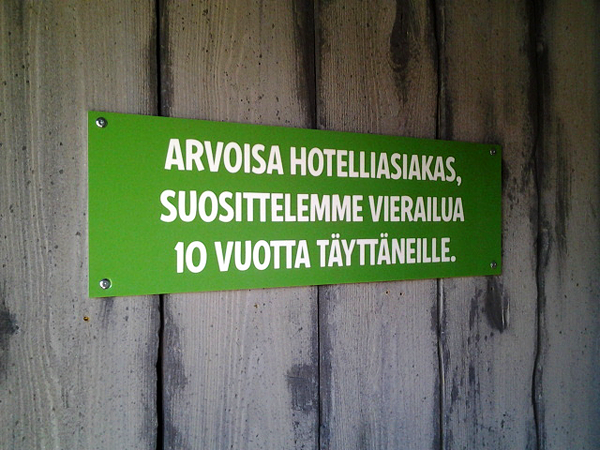 ARVOISA HOTELLIASIAKAS,
SUOSITTELEMME VIERAILUA
10 VUOTTA TÄYTTÄNEILLE.